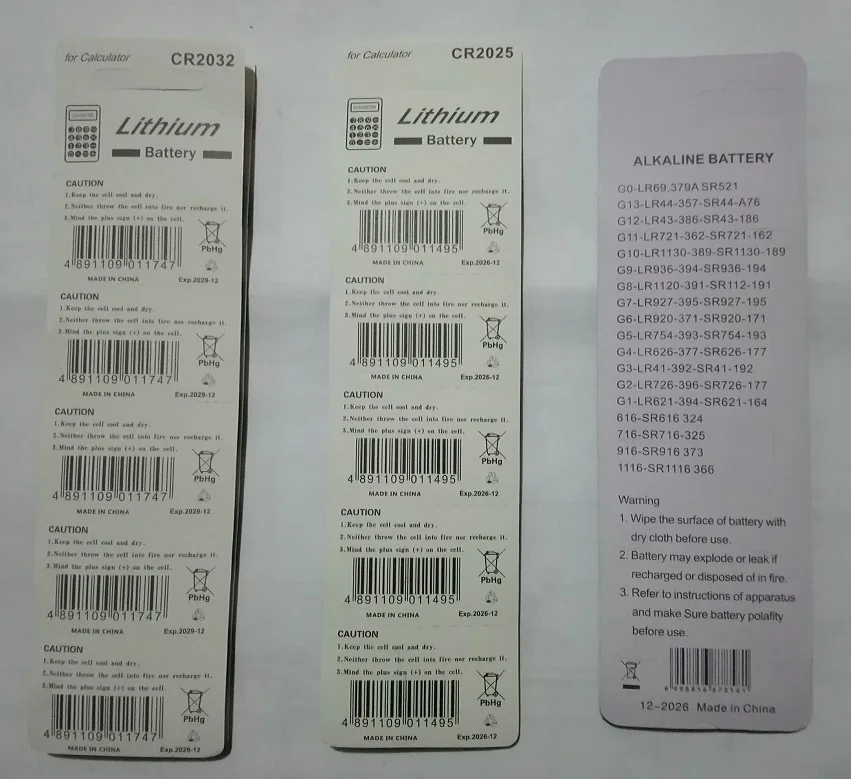 for Calculator CR2032
Lithium
Battery
CAUTION
1.Keep the cell cool and dry.
2.Neither throw the cell into fire nor recharge it.
3.Mind the plus sign (+) on the cell.
PbHg
4 891109 011747
MADE IN CHINA Exp.2029-12
CAUTION
1.Keep the cell cool and dry.
2.Neither throw the cell into fire nor recharge it.
3.Mind the plus sign (+) on the cell.
PbHg
4 891109 011747
MADE IN CHINA Exp.2029-12
CAUTION
1.Keep the cell cool and dry.
2.Neither throw the cell into fire nor recharge it.
3.Mind the plus sign (+) on the cell.
PbHg
4 891109 011747
MADE IN CHINA Exp.2029-12
CAUTION
1.Keep the cell cool and dry.
2.Neither throw the cell into fire nor recharge it.
3.Mind the plus sign (+) on the cell.
PbHg
4 891109 011747
MADE IN CHINA Exp.2029-12
CAUTION
1.Keep the cell cool and dry.
2.Neither throw the cell into fire nor recharge it.
3.Mind the plus sign (+) on the cell.
PbHg
4 891109 011747
MADE IN CHINA Exp.2029-12
for Calculator CR2025
Lithium
Battery
CAUTION
1.Keep the cell cool and dry.
2.Neither throw the cell into fire nor recharge it.
3.Mind the plus sign (+) on the cell.
PbHg
4 891109 011495
MADE IN CHINA Exp.2026-12
CAUTION
1.Keep the cell cool and dry.
2.Neither throw the cell into fire nor recharge it.
3.Mind the plus sign (+) on the cell.
PbHg
4 891109 011495
MADE IN CHINA Exp.2026-12
CAUTION
1.Keep the cell cool and dry.
2.Neither throw the cell into fire nor recharge it.
3.Mind the plus sign (+) on the cell.
PbHg
4 891109 011495
MADE IN CHINA Exp.2026-12
CAUTION
1.Keep the cell cool and dry.
2.Neither throw the cell into fire nor recharge it.
3.Mind the plus sign (+) on the cell.
PbHg
4 891109 011495
MADE IN CHINA Exp.2026-12
CAUTION
1.Keep the cell cool and dry.
2.Neither throw the cell into fire nor recharge it.
3.Mind the plus sign (+) on the cell.
PbHg
4 891109 011495
MADE IN CHINA Exp.2026-12
ALKALINE BATTERY
G0-LR69.379A SR521
G13-LR44-357-SR44-A76
G12-LR43-386-SR43-186
G11-LR721-362-SR721-162
G10-LR1130-389-SR1130-189
G9-LR936-394-SR936-194
G8-LR1120-391-SR112-191
G7-LR927-395-SR927-195
G6-LR920-371-SR920-171
G5-LR754-393-SR754-193
G4-LR626-377-SR626-177
G3-LR41-392-SR41-192
G2-LR726-396-SR726-177
G1-LR621-394-SR621-164
616-SR616 324
716-SR716-325
916-SR916 373
1116-SR1116 366
Warning
1. Wipe the surface of battery with
dry cloth before use.
2. Battery may explode or leak if
recharged or disposed of in fire.
3. Refer to instructions of apparatus
and make Sure battery polafity
before use.
12-2026 Made in China